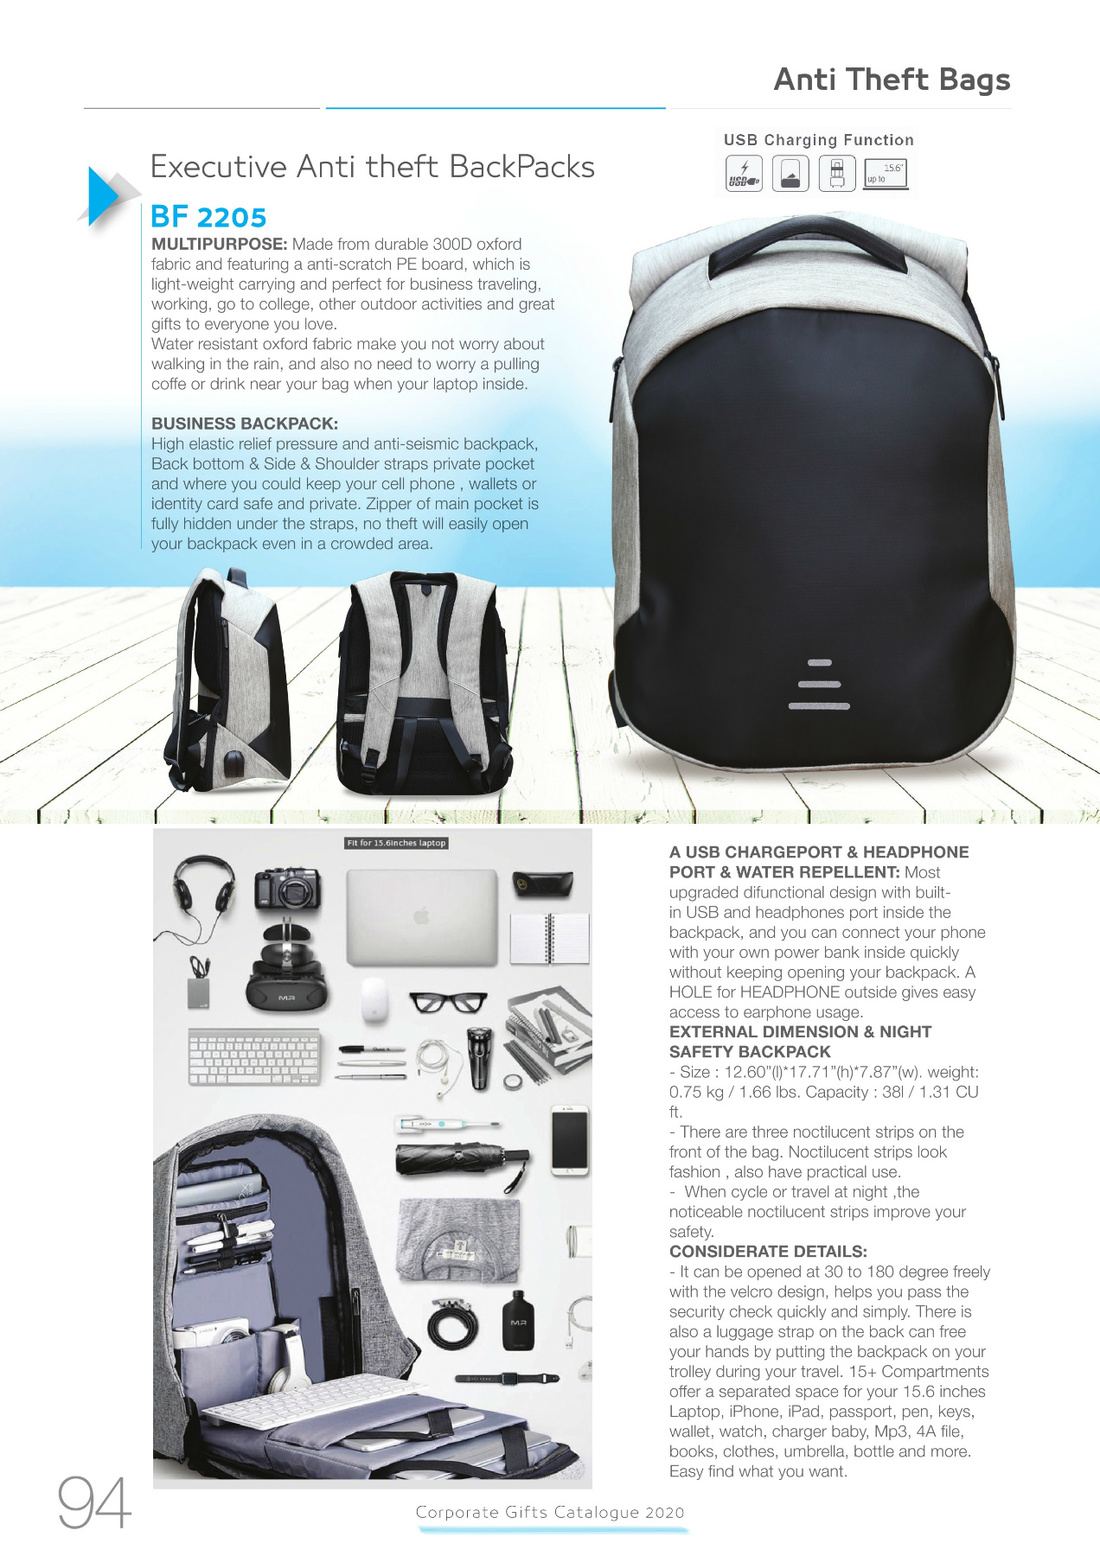 Anti Theft Bags
USB Charging Function
USB
15.6"
up to
Executive Anti theft BackPacks
BF 2205
MULTIPURPOSE: Made from durable 300D oxford
fabric and featuring a anti-scratch PE board, which is
light-weight carrying and perfect for business traveling,
working, go to college, other outdoor activities and great
gifts to everyone you love.
Water resistant oxford fabric make you not worry about
walking in the rain, and also no need to worry a pulling
coffe or drink near your bag when your laptop inside.
BUSINESS BACKPACK:
High elastic relief pressure and anti-seismic backpack,
Back bottom & Side & Shoulder straps private pocket
and where you could keep your cell phone , wallets or
identity card safe and private. Zipper of main pocket is
fully hidden under the straps, no theft will easily open
your backpack even in a crowded area.
Fit for 15.6inches laptop
M.R
M.R
A USB CHARGEPORT & HEADPHONE
PORT & WATER REPELLENT: Most
upgraded difunctional design with built-
in USB and headphones port inside the
backpack, and you can connect your phone
with your own power bank inside quickly
without keeping opening your backpack. A
HOLE for HEADPHONE outside gives easy
access to earphone usage.
EXTERNAL DIMENSION & NIGHT
SAFETY BACKPACK
- Size : 12.60”(l)*17.71”(h)*7.87”(w). weight:
0.75 kg / 1.66 lbs. Capacity : 38l / 1.31 CU
ft.
- There are three noctilucent strips on the
front of the bag. Noctilucent strips look
fashion , also have practical use.
- When cycle or travel at night ,the
noticeable noctilucent strips improve your
safety.
CONSIDERATE DETAILS:
- It can be opened at 30 to 180 degree freely
with the velcro design, helps you pass the
security check quickly and simply. There is
also a luggage strap on the back can free
your hands by putting the backpack on your
trolley during your travel. 15+ Compartments
offer a separated space for your 15.6 inches
Laptop, iPhone, iPad, passport, pen, keys,
wallet, watch, charger baby, Mp3, 4A file,
books, clothes, umbrella, bottle and more.
Easy find what you want.
94
Corporate Gifts Catalogue 2020